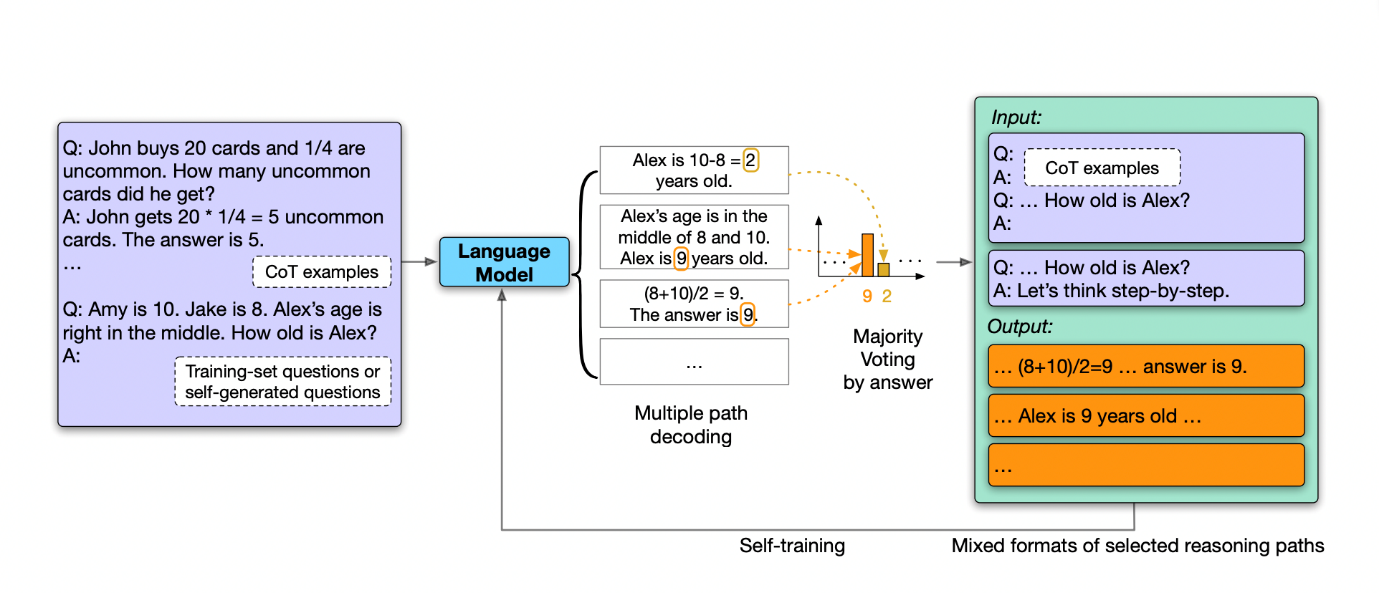 Q: John buys 20 cards and 1/4 are
uncommon. How many uncommon
cards did he get?
A: John gets 20 * 1/4 = 5 uncommon
cards. The answer is 5.
...
CoT examples
Q: Amy is 10. Jake is 8. Alex’s age is
right in the middle. How old is Alex?
A:
Training-set questions or
self-generated questions
Language
Model
Alex is 10-8 = 2
years old.
Alex’s age is in the
middle of 8 and 10.
Alex is 9 years old.
(8+10)/2 = 9.
The answer is 9.
...
Multiple path
decoding
... ...
9 2
Majority
Voting
by answer
Input:
Q:
A:
CoT examples
Q: ... How old is Alex?
A:
Q: ... How old is Alex?
A: Let’s think step-by-step.
Output:
... (8+10)/2=9 ... answer is 9.
... Alex is 9 years old ...
...
Self-training
Mixed formats of selected reasoning paths